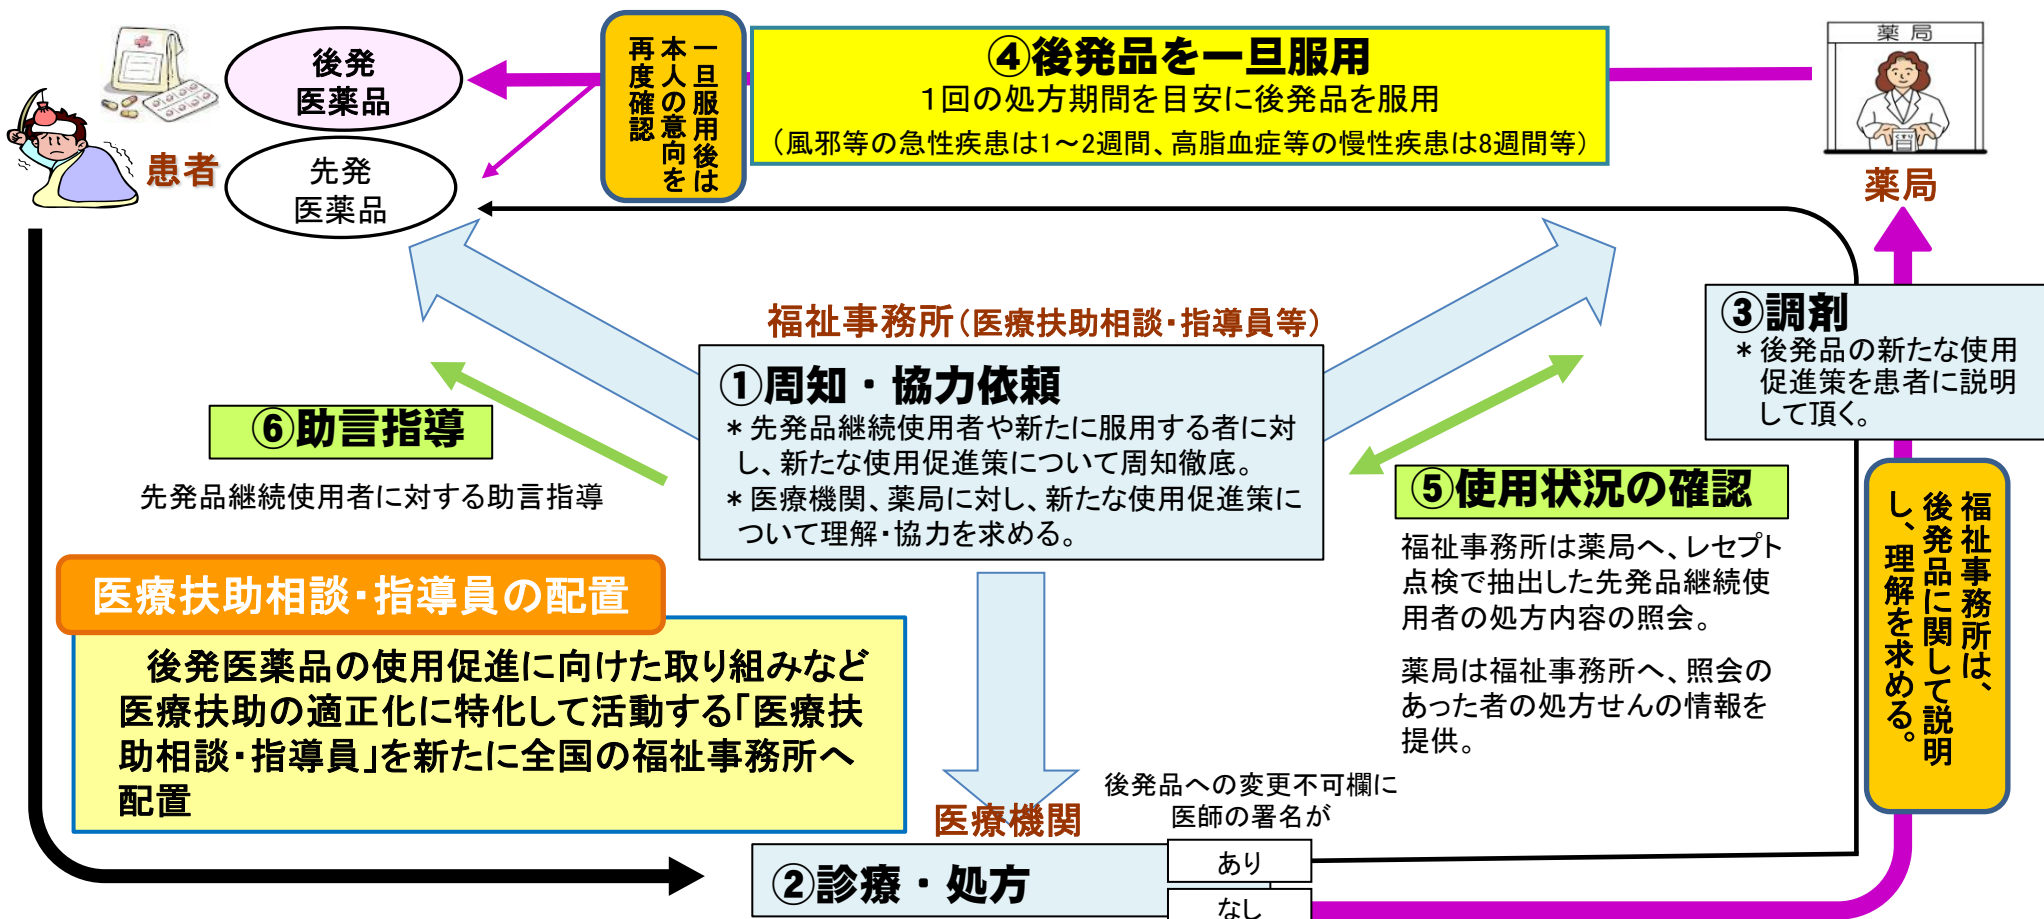 後発
医薬品
先発
医薬品
患者
一旦服用後は
本人の意向を
再度確認
④後発品を一旦服用
1回の処方期間を目安に後発品を服用
（風邪等の急性疾患は1～2週間、高脂血症等の慢性疾患は8週間等）
薬局
くすり
薬局
福祉事務所（医療扶助相談・指導員等）
①周知・協力依頼
＊先発品継続使用者や新たに服用する者に対
し、新たな使用促進策について周知徹底。
＊医療機関、薬局に対し、新たな使用促進策に
ついて理解・協力を求める。
③調剤
＊後発品の新たな使用
促進策を患者に説明
して頂く。
⑥助言指導
先発品継続使用者に対する助言指導
⑤使用状況の確認
福祉事務所は薬局へ、レセプト
点検で抽出した先発品継続使
用者の処方内容の照会。
薬局は福祉事務所へ、照会の
あった者の処方せんの情報を
提供。
福祉事務所は、
後発品に関して説明
し、理解を求める。
医療扶助相談・指導員の配置
後発医薬品の使用促進に向けた取り組みなど
医療扶助の適正化に特化して活動する「医療扶
助相談・指導員」を新たに全国の福祉事務所へ
配置
医療機関
後発品への変更不可欄に
医師の署名が
②診療・処方
あり
なし